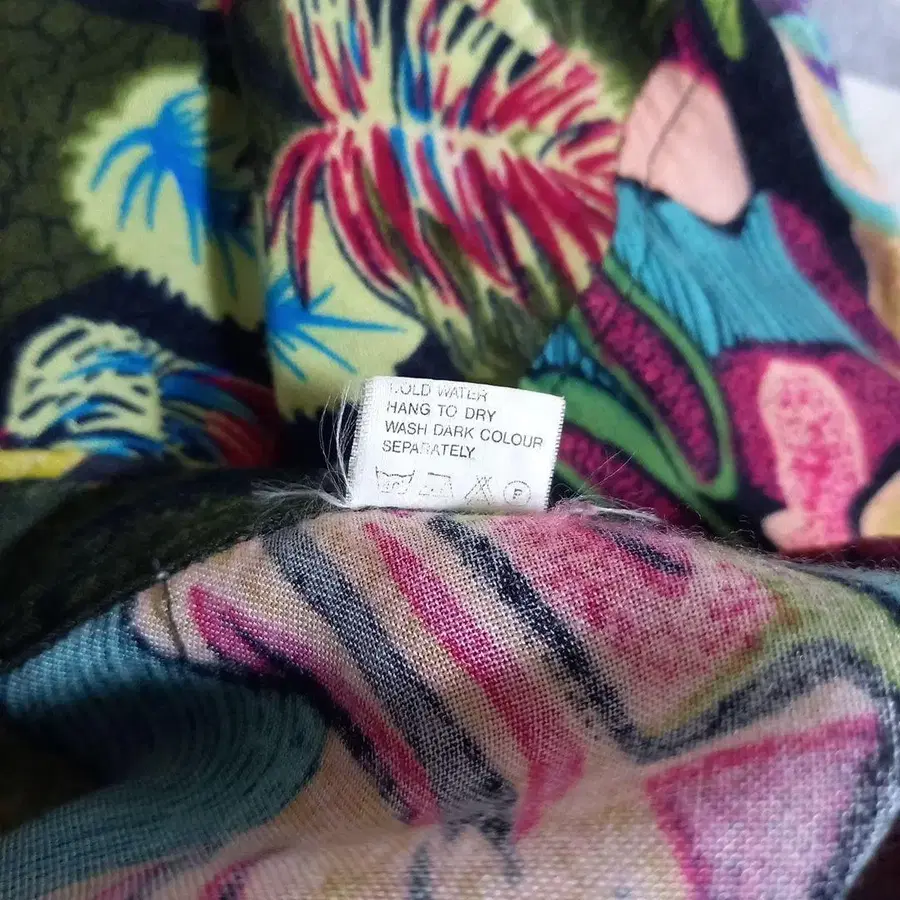 COLD WATER
HANG TO DRY
WASH DARK COLOUR
SEPARATELY
P